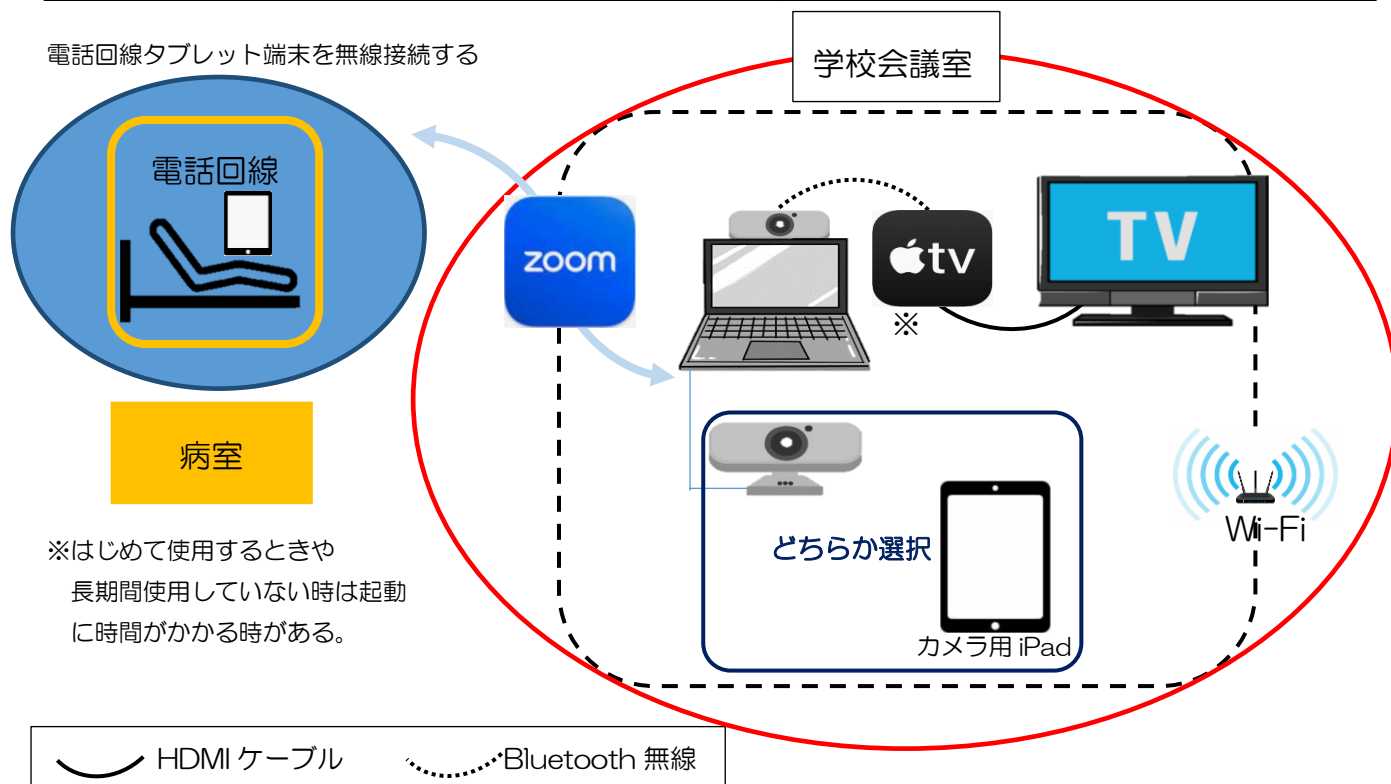 電話回線タブレット端末を無線接続する
学校会議室
電話回線
zoom
tv
TV
※
病室
どちらか選択
Wi-Fi
カメラ用 iPad
※はじめて使用するときや
長期間使用していない時は起動
に時間がかかる時がある。
HDMI ケーブル
Bluetooth 無線